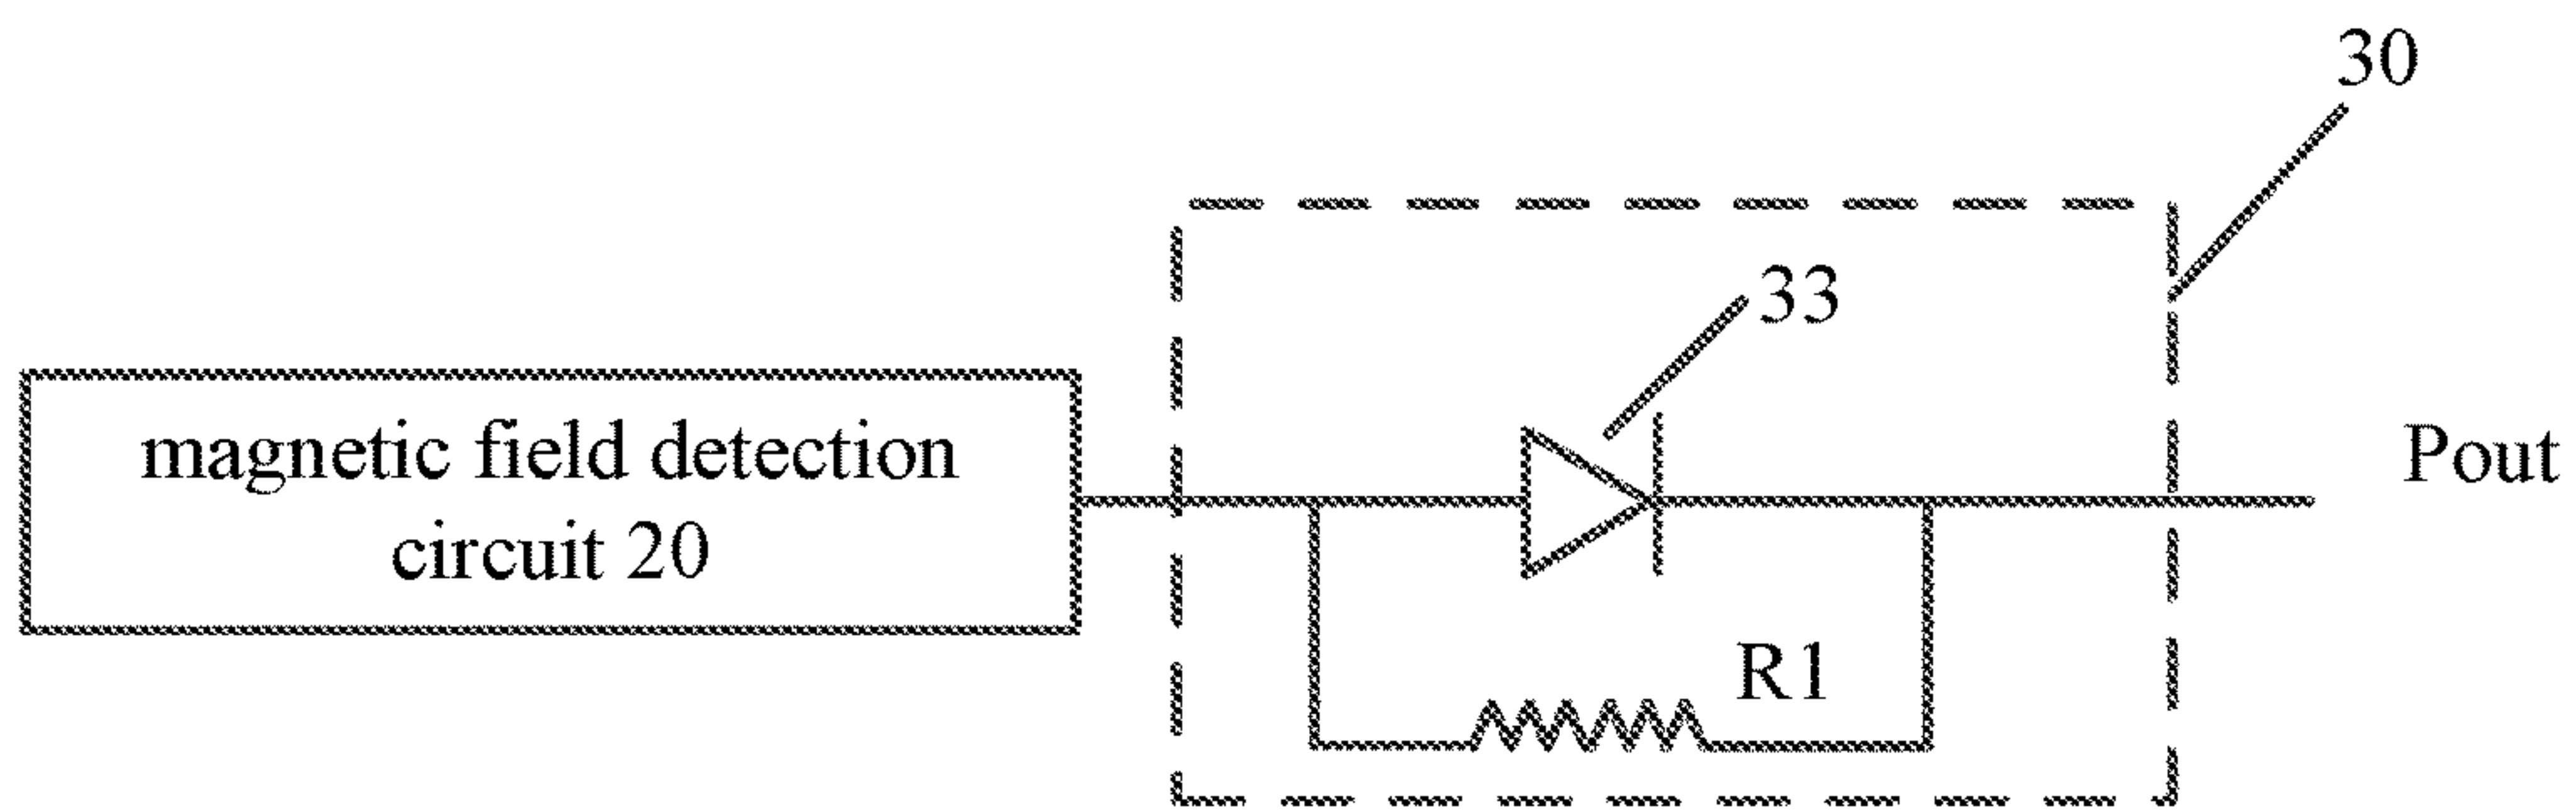 30
33
magnetic field detection
circuit 20
Pout
R1